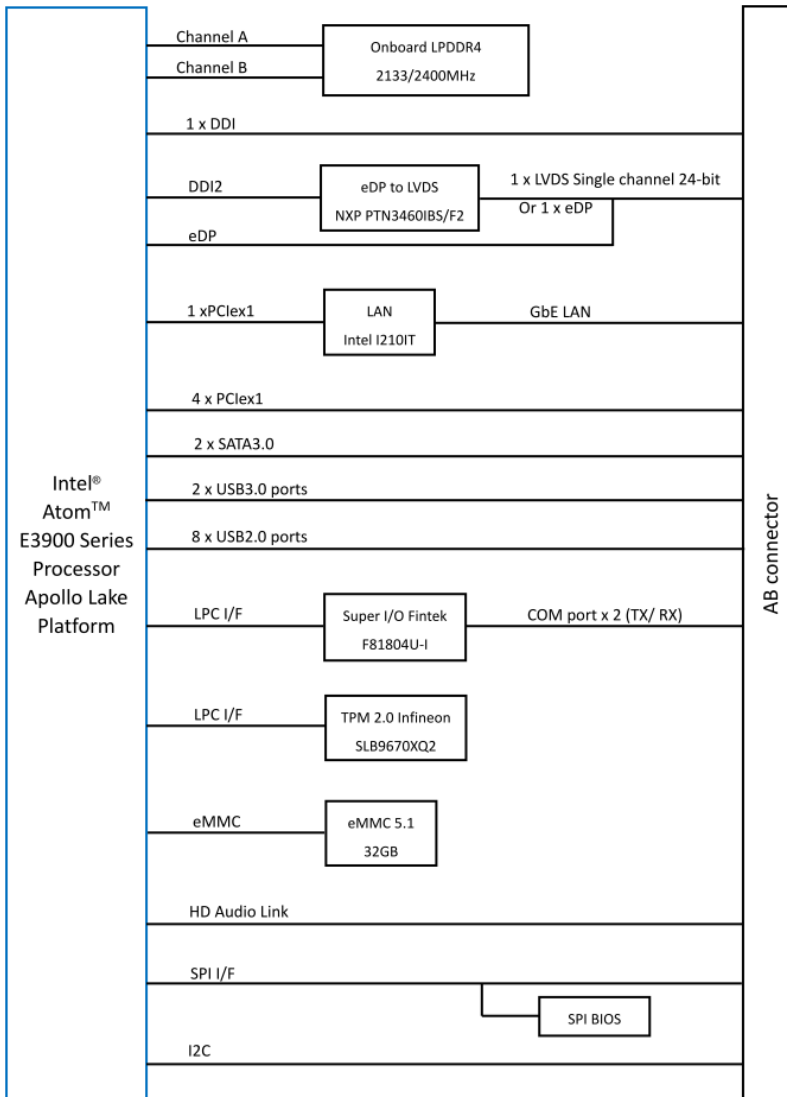 Channel A
Channel B
Onboard LPDDR4
2133/2400MHz
1 x DDI
DDI2
eDP to LVDS
NXP PTN3460IBS/F2
1 x LVDS Single channel 24-bit
Or 1 x eDP
eDP
1 xPCIex1
LAN
Intel I210IT
GbE LAN
4 x PCIex1
2 x SATA3.0
2 x USB3.0 ports
8 x USB2.0 ports
Intel®
Atom™
E3900 Series
Processor
Apollo Lake
Platform
LPC I/F
Super I/O Fintek
F81804U-I
COM port x 2 (TX/ RX)
AB connector
LPC I/F
TPM 2.0 Infineon
SLB9670XQ2
eMMC
eMMC 5.1
32GB
HD Audio Link
SPI I/F
SPI BIOS
I2C